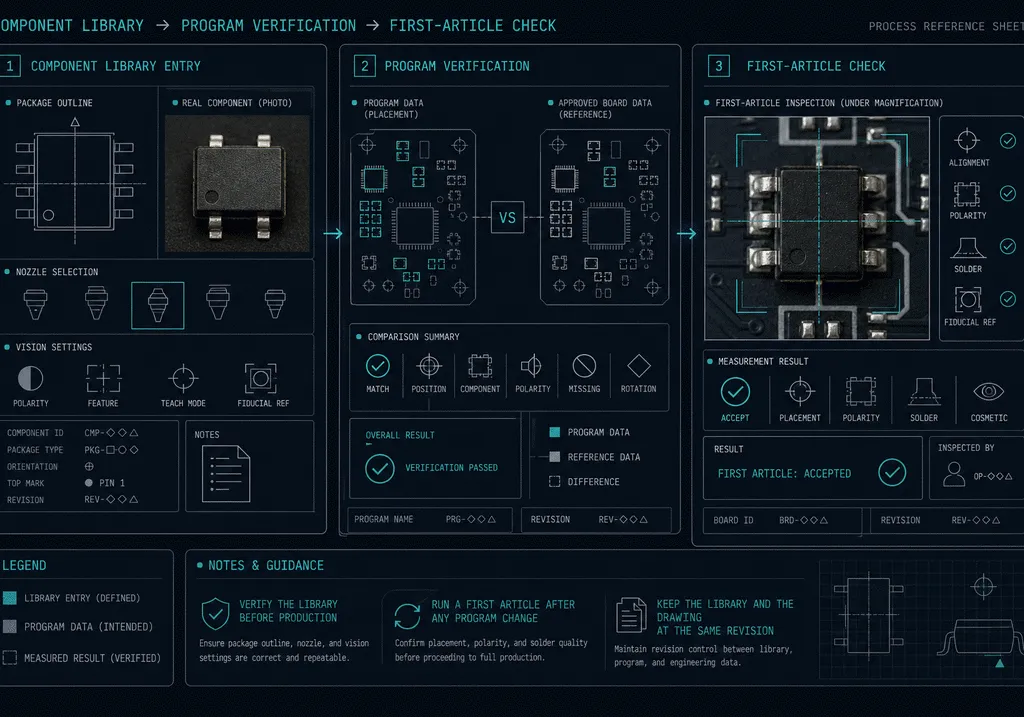 OMPONENT LIBRARY → PROGRAM VERIFICATION → FIRST-ARTICLE CHECK
PROCESS REFERENCE SHEET
1 COMPONENT LIBRARY ENTRY
PACKAGE OUTLINE
REAL COMPONENT (PHOTO)
NOZZLE SELECTION
VISION SETTINGS
POLARITY
FEATURE
TEACH MODE
FIDUCIAL REF
COMPONENT ID CMP-◇◇△
PACKAGE TYPE PKG-□○◇
ORIENTATION
TOP MARK PIN 1
REVISION REV-◇◇△
NOTES
2 PROGRAM VERIFICATION
PROGRAM DATA
(PLACEMENT)
APPROVED BOARD DATA
(REFERENCE)
VS
COMPARISON SUMMARY
MATCH
POSITION
COMPONENT
POLARITY
MISSING
ROTATION
OVERALL RESULT
VERIFICATION PASSED
PROGRAM DATA
REFERENCE DATA
DIFFERENCE
PROGRAM NAME PRG-◇◇△
REVISION REV-◇◇△
3 FIRST-ARTICLE CHECK
FIRST-ARTICLE INSPECTION (UNDER MAGNIFICATION)
ALIGNMENT
POLARITY
SOLDER
FIDUCIAL REF
MEASUREMENT RESULT
ACCEPT
PLACEMENT
POLARITY
SOLDER
COSMETIC
RESULT
FIRST ARTICLE: ACCEPTED
INSPECTED BY
OP-◇◇△
BOARD ID BRD-◇◇△
REVISION REV-◇◇△
LEGEND
LIBRARY ENTRY (DEFINED)
PROGRAM DATA (INTENDED)
MEASURED RESULT (VERIFIED)
NOTES & GUIDANCE
VERIFY THE LIBRARY
BEFORE PRODUCTION
Ensure package outline, nozzle, and vision
settings are correct and repeatable.
RUN A FIRST ARTICLE AFTER
ANY PROGRAM CHANGE
Confirm placement, polarity, and solder quality
before proceeding to full production.
KEEP THE LIBRARY AND THE
DRAWING
AT THE SAME REVISION
Maintain revision control between library,
program, and engineering data.